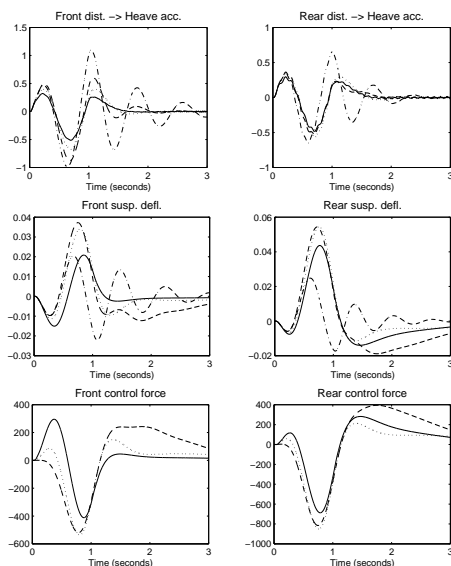 Front dist. −> Heave acc.
1.5
1
0.5
0
−0.5
−1
0 1 2 3
Time (seconds)
Rear dist. −> Heave acc.
1.5
1
0.5
0
−0.5
−1
0 1 2 3
Time (seconds)
Front susp. defl.
0.04
0.03
0.02
0.01
0
−0.01
−0.02
−0.03
0 1 2 3
Time (seconds)
Rear susp. defl.
0.06
0.04
0.02
0
−0.02
0 1 2 3
Time (seconds)
Front control force
400
200
0
−200
−400
−600
0 1 2 3
Time (seconds)
Rear control force
400
200
0
−200
−400
−600
−800
−1000
0 1 2 3
Time (seconds)